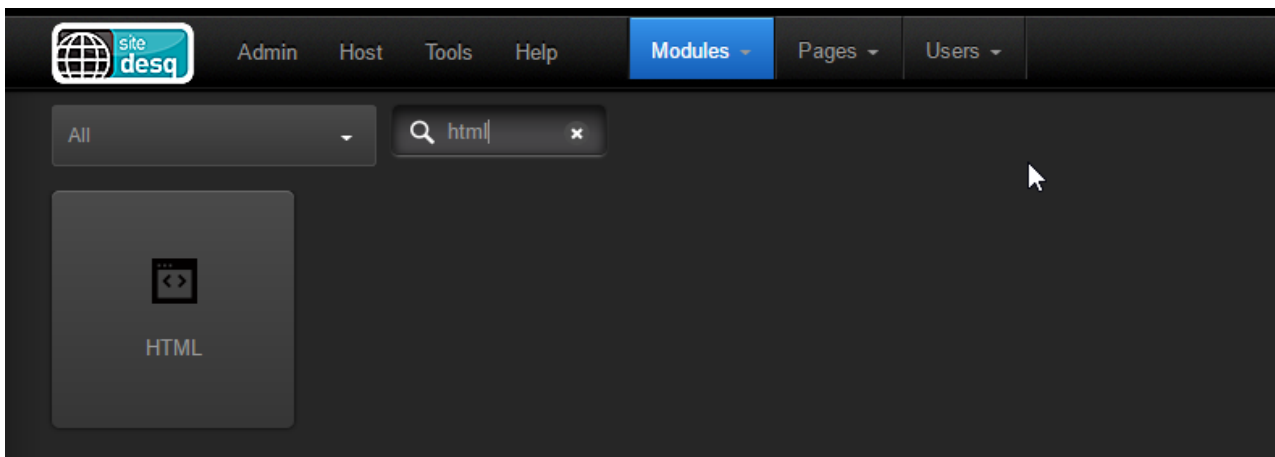 site
desq
Admin Host Tools Help Modules Pages Users
All html
HTML